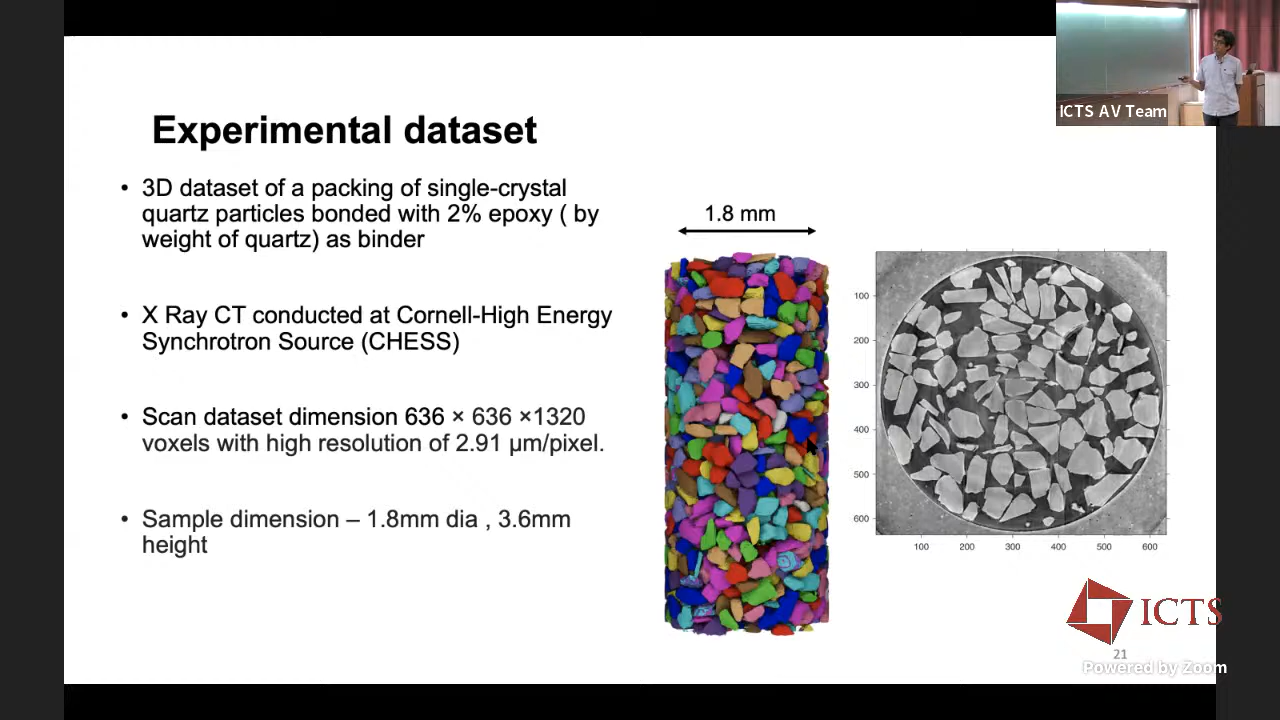 ICTS AV Team
Experimental dataset
• 3D dataset of a packing of single-crystal
quartz particles bonded with 2% epoxy ( by
weight of quartz) as binder
• X Ray CT conducted at Cornell-High Energy
Synchrotron Source (CHESS)
• Scan dataset dimension 636 × 636 ×1320
voxels with high resolution of 2.91 µm/pixel.
• Sample dimension – 1.8mm dia , 3.6mm
height
1.8 mm
100
200
300
400
500
600
100 200 300 400 500 600
ICTS
21
Powered by Zoom